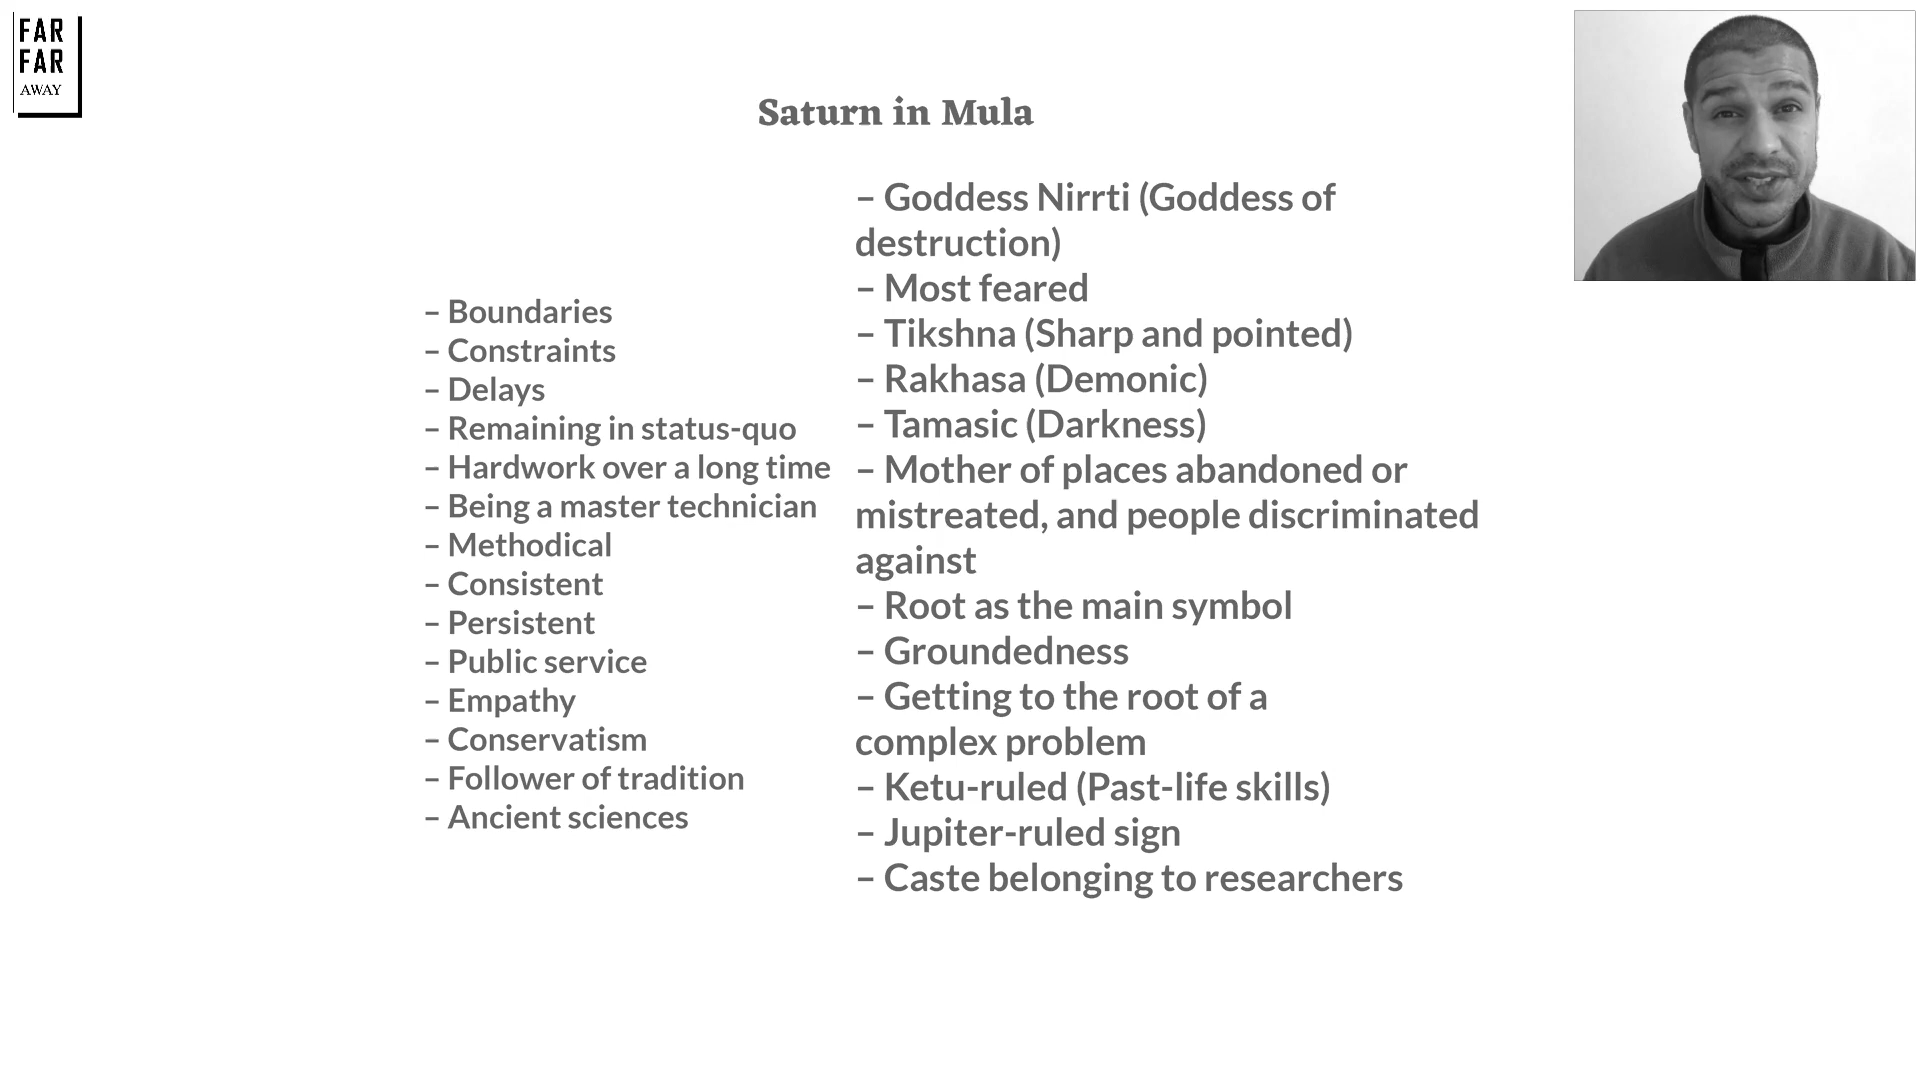 FAR
FAR
AWAY
Saturn in Mula
– Boundaries
– Constraints
– Delays
– Remaining in status-quo
– Hardwork over a long time
– Being a master technician
– Methodical
– Consistent
– Persistent
– Public service
– Empathy
– Conservatism
– Follower of tradition
– Ancient sciences
– Goddess Nirrti (Goddess of
destruction)
– Most feared
– Tikshna (Sharp and pointed)
– Rakhasa (Demonic)
– Tamasic (Darkness)
– Mother of places abandoned or
mistreated, and people discriminated
against
– Root as the main symbol
– Groundedness
– Getting to the root of a
complex problem
– Ketu-ruled (Past-life skills)
– Jupiter-ruled sign
– Caste belonging to researchers